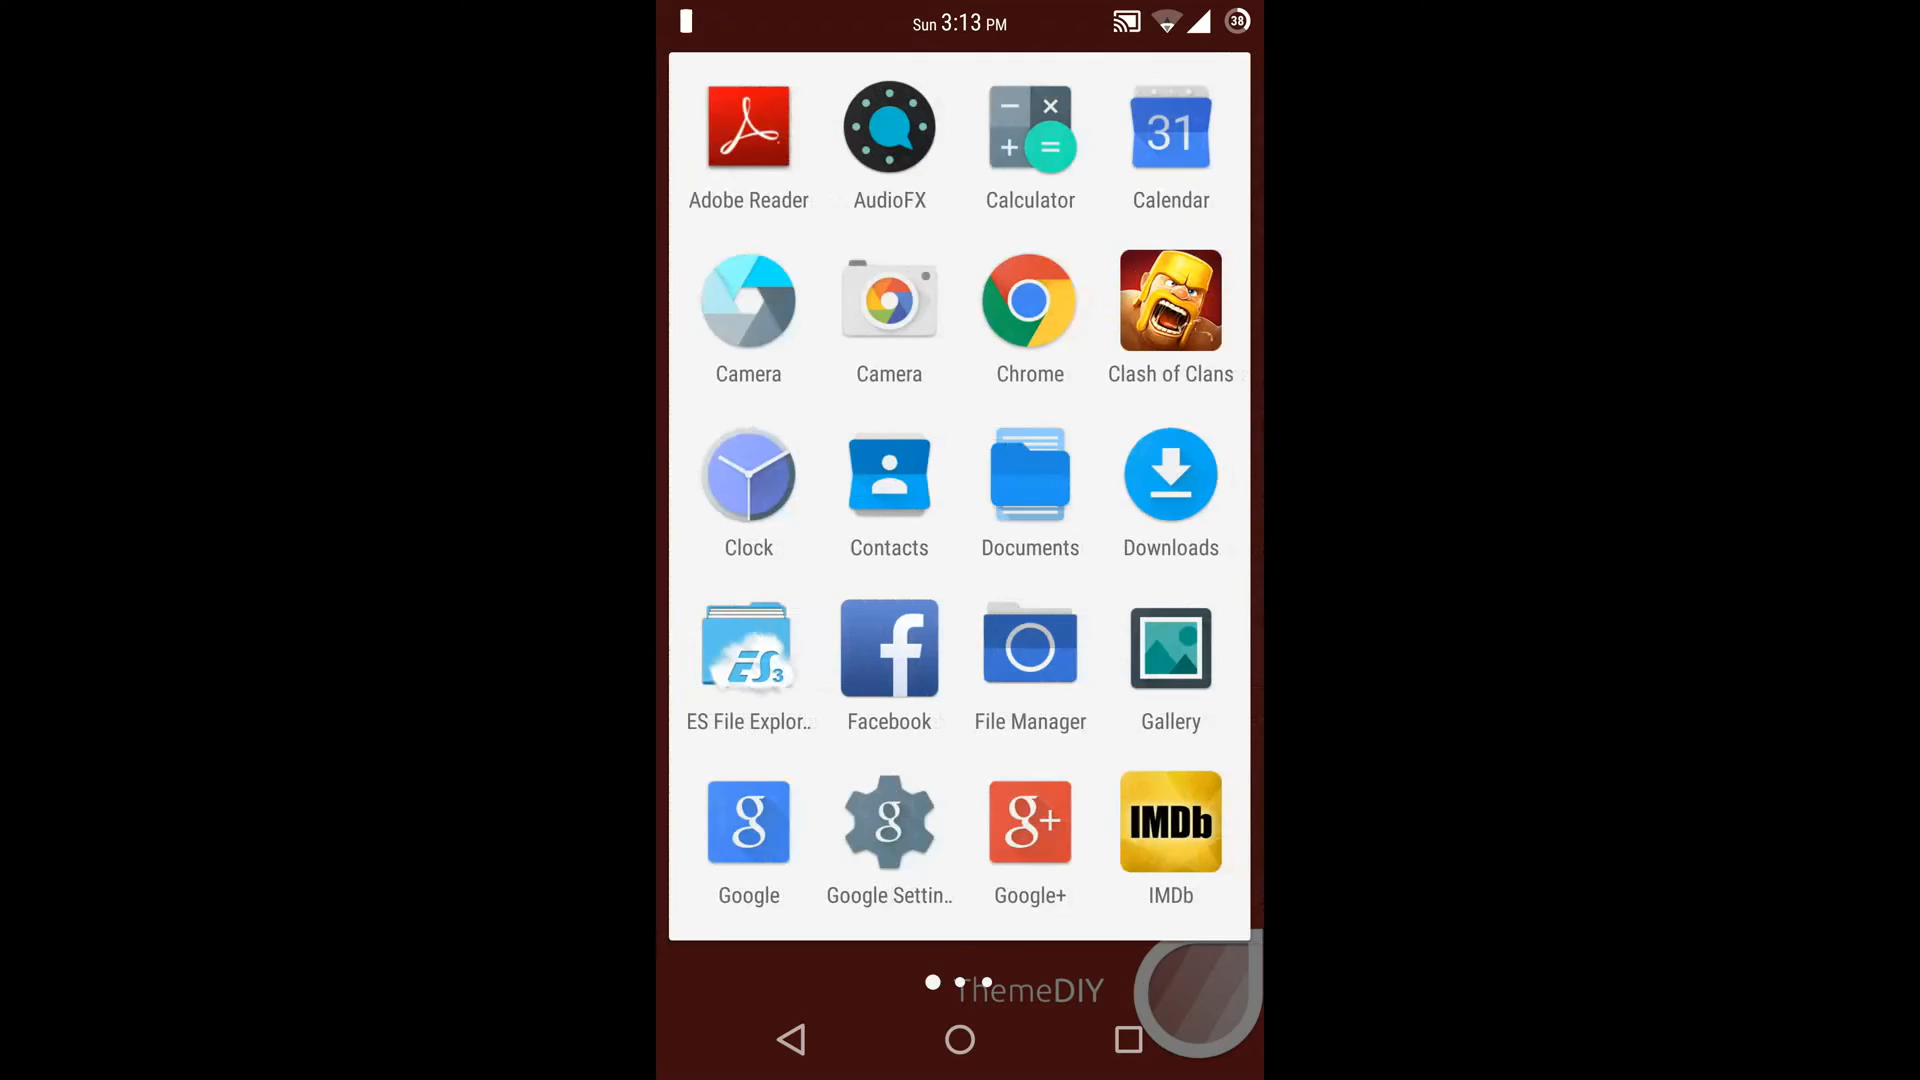 Sun 3:13 PM
38
Adobe Reader
AudioFX
Calculator
31
Calendar
Camera
Camera
Chrome
Clash of Clans
Clock
Contacts
Documents
Downloads
ES3
ES File Explor..
f
Facebook
File Manager
Gallery
g
Google
g
Google Settin..
g+
Google+
IMDb
IMDb
ThemeDIY